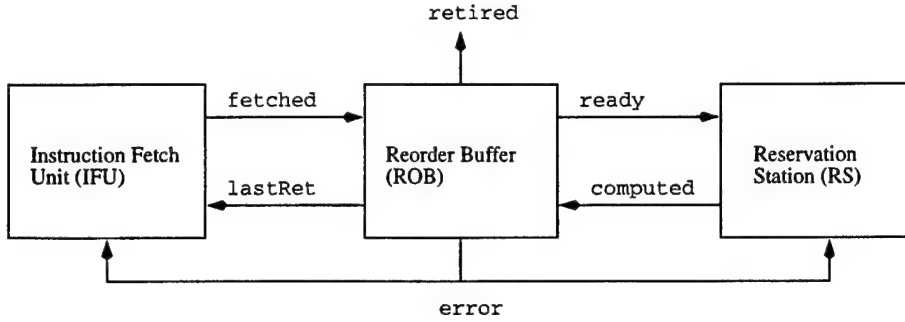 retired
fetched
ready
Instruction Fetch
Unit (IFU)
Reorder Buffer
(ROB)
Reservation
Station (RS)
lastRet
computed
error